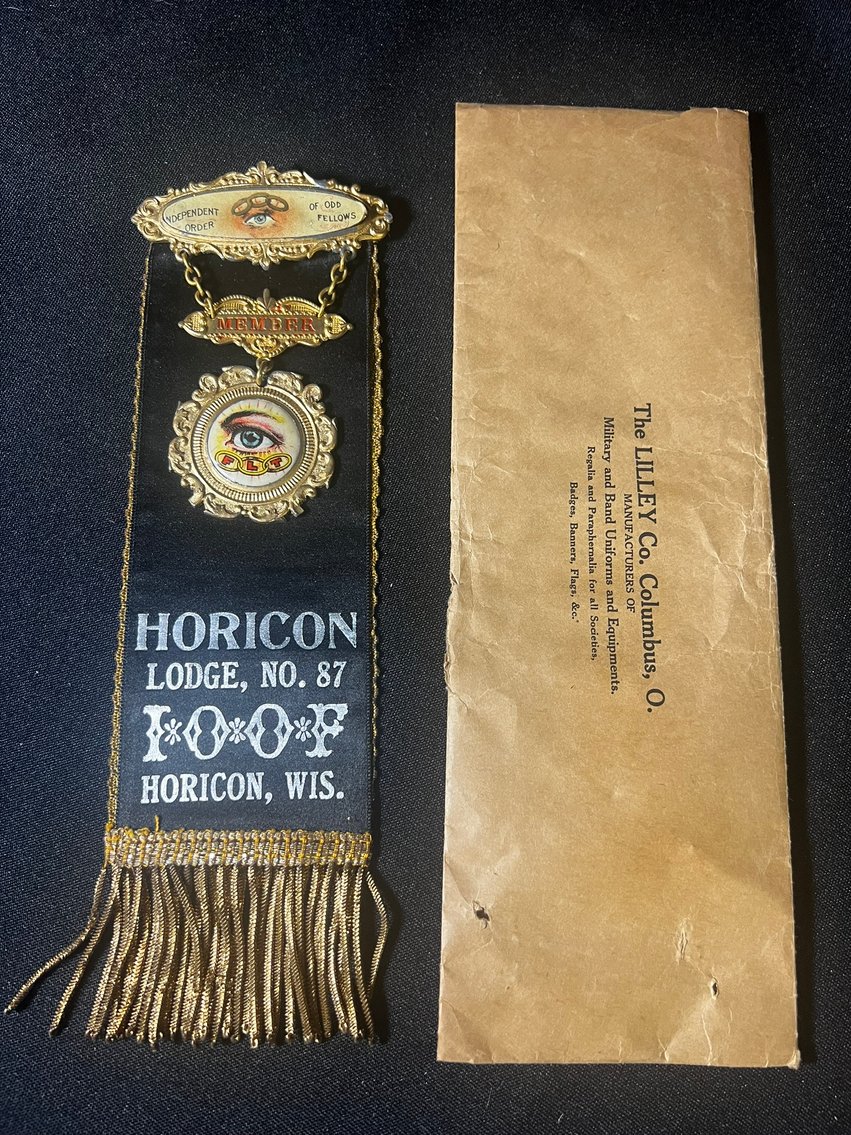 INDEPENDENT ORDER
OF ODD FELLOWS
MEMBER
F L T
HORICON
LODGE, NO. 87
I*O*O*F
HORICON, WIS.
The LILLEY Co. Columbus, O.
MANUFACTURERS OF
Military and Band Uniforms and Equipments.
Regalia and Paraphernalia for all Societies,
Badges, Banners, Flags, &c.